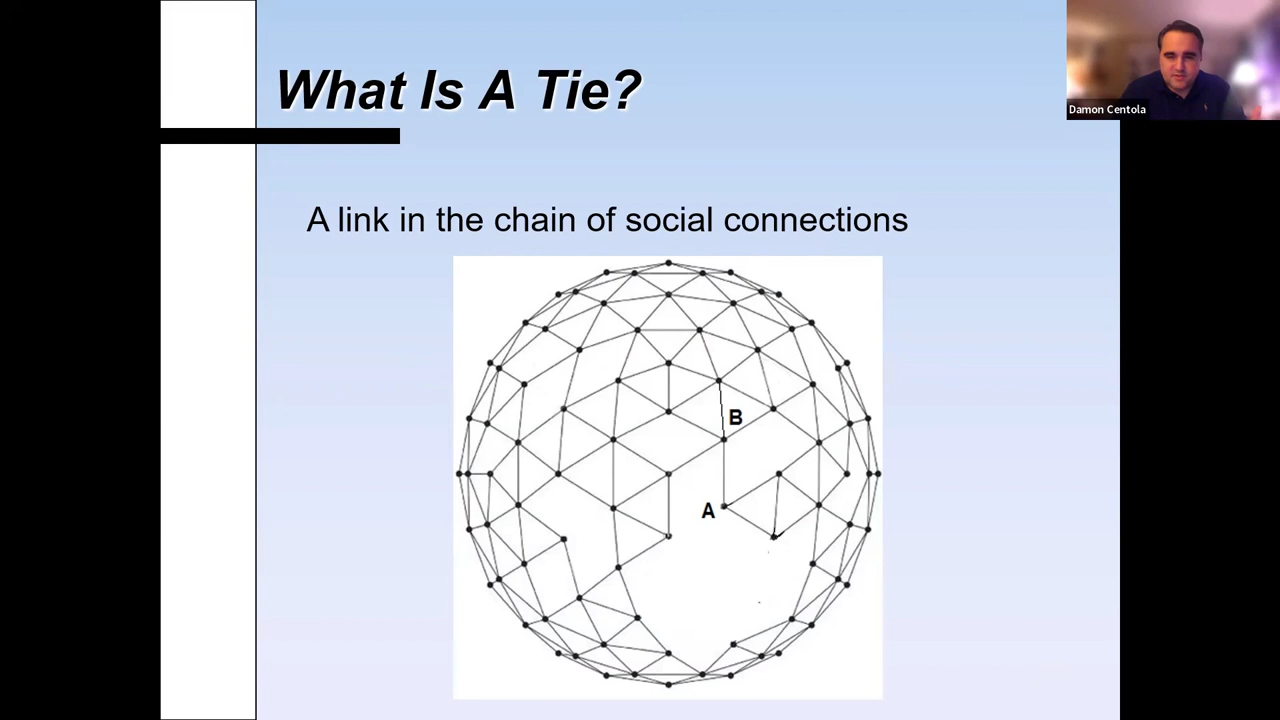 What Is A Tie?
Damon Centola
A link in the chain of social connections
B
A